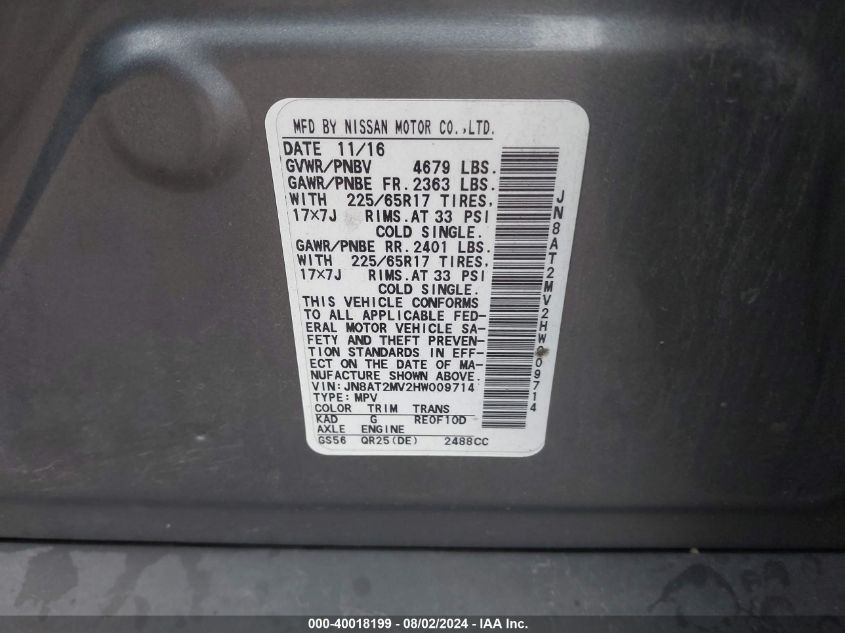 MFD BY NISSAN MOTOR CO.,LTD.
DATE 11/16
GVWR/PNBV 4679 LBS.
GAWR/PNBE FR. 2363 LBS.
WITH 225/65R17 TIRES,
17×7J RIMS.AT 33 PSI
COLD SINGLE.
GAWR/PNBE RR. 2401 LBS.
WITH 225/65R17 TIRES,
17×7J RIMS.AT 33 PSI
COLD SINGLE.
THIS VEHICLE CONFORMS
TO ALL APPLICABLE FED-
ERAL MOTOR VEHICLE SA-
FETY AND THEFT PREVEN-
TION STANDARDS IN EFF-
ECT ON THE DATE OF MA-
NUFACTURE SHOWN ABOVE.
VIN:JN8AT2MV2HW009714
TYPE:MPV
COLOR TRIM TRANS
KAD G RE0F10D
AXLE ENGINE
GS56 QR25(DE) 2488CC
JN8AT2MV2HW009714
000-40018199 - 08/02/2024 - IAA Inc.